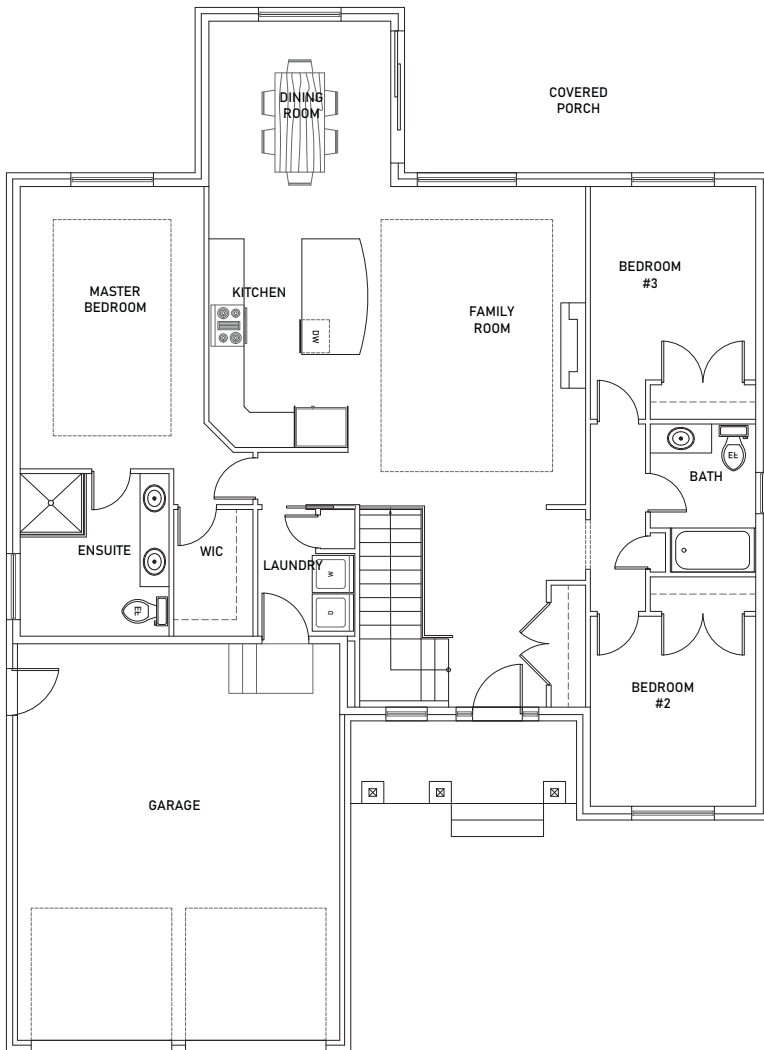 DINING
ROOM
COVERED
PORCH
MASTER
BEDROOM
KITCHEN
FAMILY
ROOM
BEDROOM
#3
DW
BATH
ENSUITE
WIC
LAUNDRY
W
D
BEDROOM
#2
GARAGE